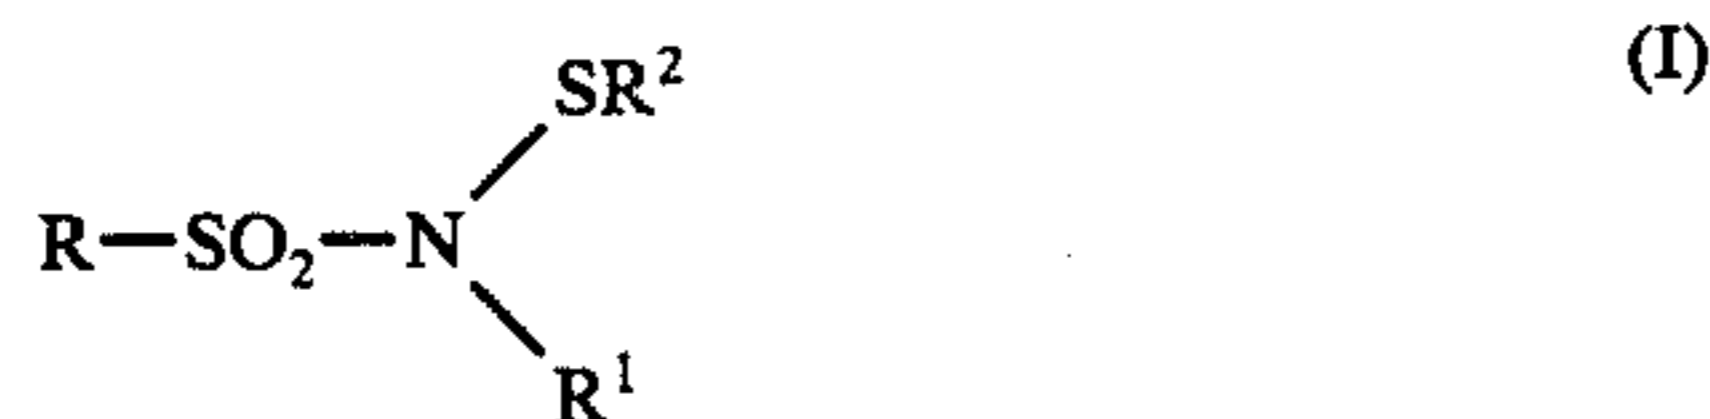 (I)
SR²
R—SO₂—N
R¹